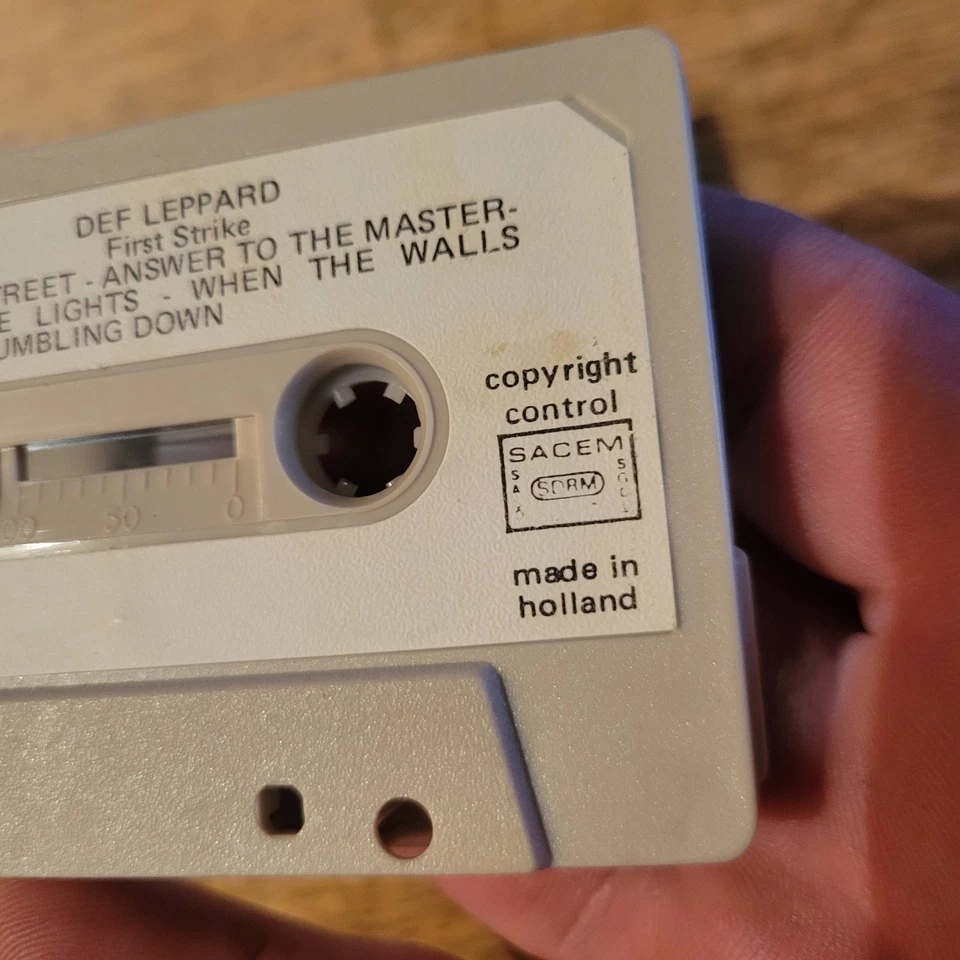 DEF LEPPARD
First Strike
TREET - ANSWER TO THE MASTER-
E LIGHTS - WHEN THE WALLS
UMBLING DOWN
copyright
control
SACEM
SDRM
made in
holland
50
0